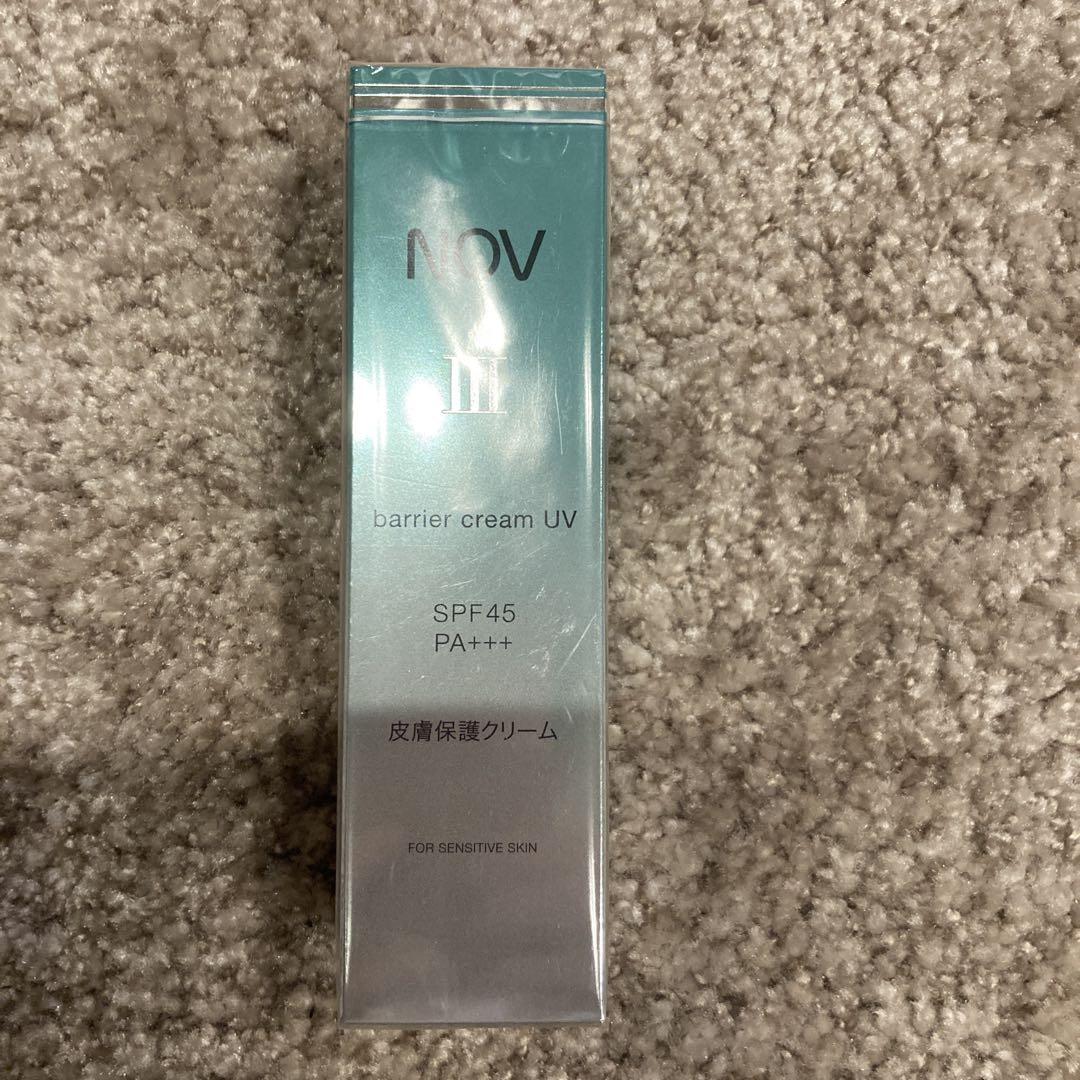 NOV
III
barrier cream UV
SPF45
PA+++
皮膚保護クリーム
FOR SENSITIVE SKIN